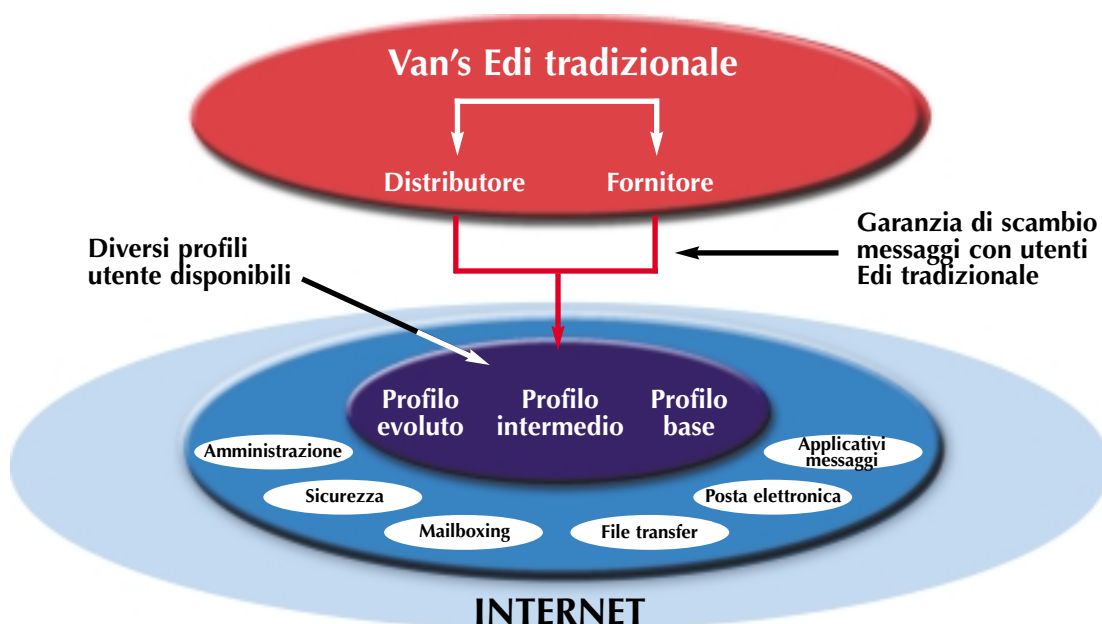 Van's Edi tradizionale
Distributore
Fornitore
Diversi profili
utente disponibili
Garanzia di scambio
messaggi con utenti
Edi tradizionale
Profilo
evoluto
Profilo
intermedio
Profilo
base
Amministrazione
Applicativi
messaggi
Sicurezza
Posta elettronica
Mailboxing
File transfer
INTERNET